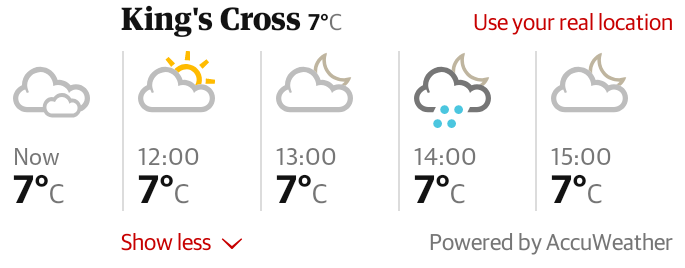 King's Cross 7°C
Use your real location
Now
7°C
12:00
7°C
13:00
7°C
14:00
7°C
15:00
7°C
Show less
Powered by AccuWeather